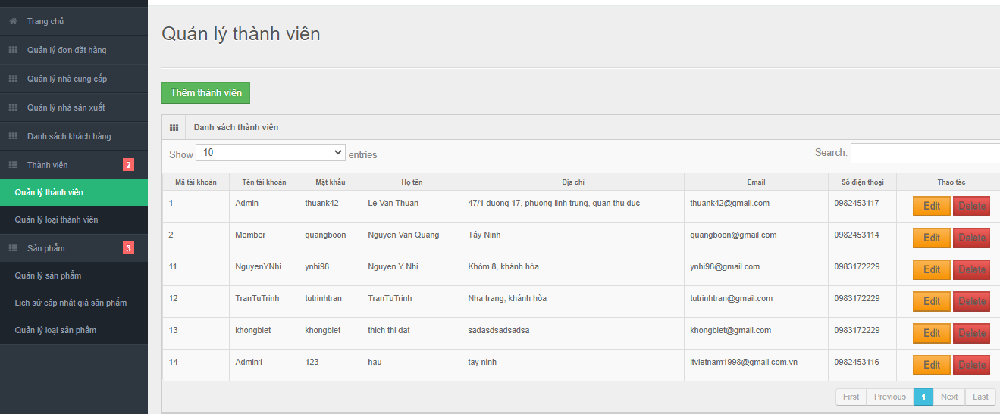 Trang chủ
Quản lý đơn đặt hàng
Quản lý nhà cung cấp
Quản lý nhà sản xuất
Danh sách khách hàng
Thành viên 2
Quản lý thành viên
Quản lý loại thành viên
Sản phẩm 3
Quản lý sản phẩm
Lịch sử cập nhật giá sản phẩm
Quản lý loại sản phẩm
Quản lý thành viên
Thêm thành viên
Danh sách thành viên
Show 10 entries Search:
Mã tài khoản Tên tài khoản Mật khẩu Họ tên Địa chỉ Email Số điện thoại Thao tác
1 Admin thuank42 Le Van Thuan 47/1 duong 17, phuong linh trung, quan thu duc thuank42@gmail.com 0982453117 Edit Delete
2 Member quangboon Nguyen Van Quang Tây Ninh quangboon@gmail.com 0982453114 Edit Delete
11 NguyenYNhi ynhi98 Nguyen Y Nhi Khóm 8, khánh hòa ynhi98@gmail.com 0983172229 Edit Delete
12 TranTuTrinh tutrinhtran TranTuTrinh Nha trang, khánh hòa tutrinhtran@gmail.com 0983172229 Edit Delete
13 khongbiet khongbiet thich thi dat sadasdsadsadsa khongbiet@gmail.com 0983172229 Edit Delete
14 Admin1 123 hau tay ninh itvietnam1998@gmail.com.vn 0982453116 Edit Delete
First Previous 1 Next Last